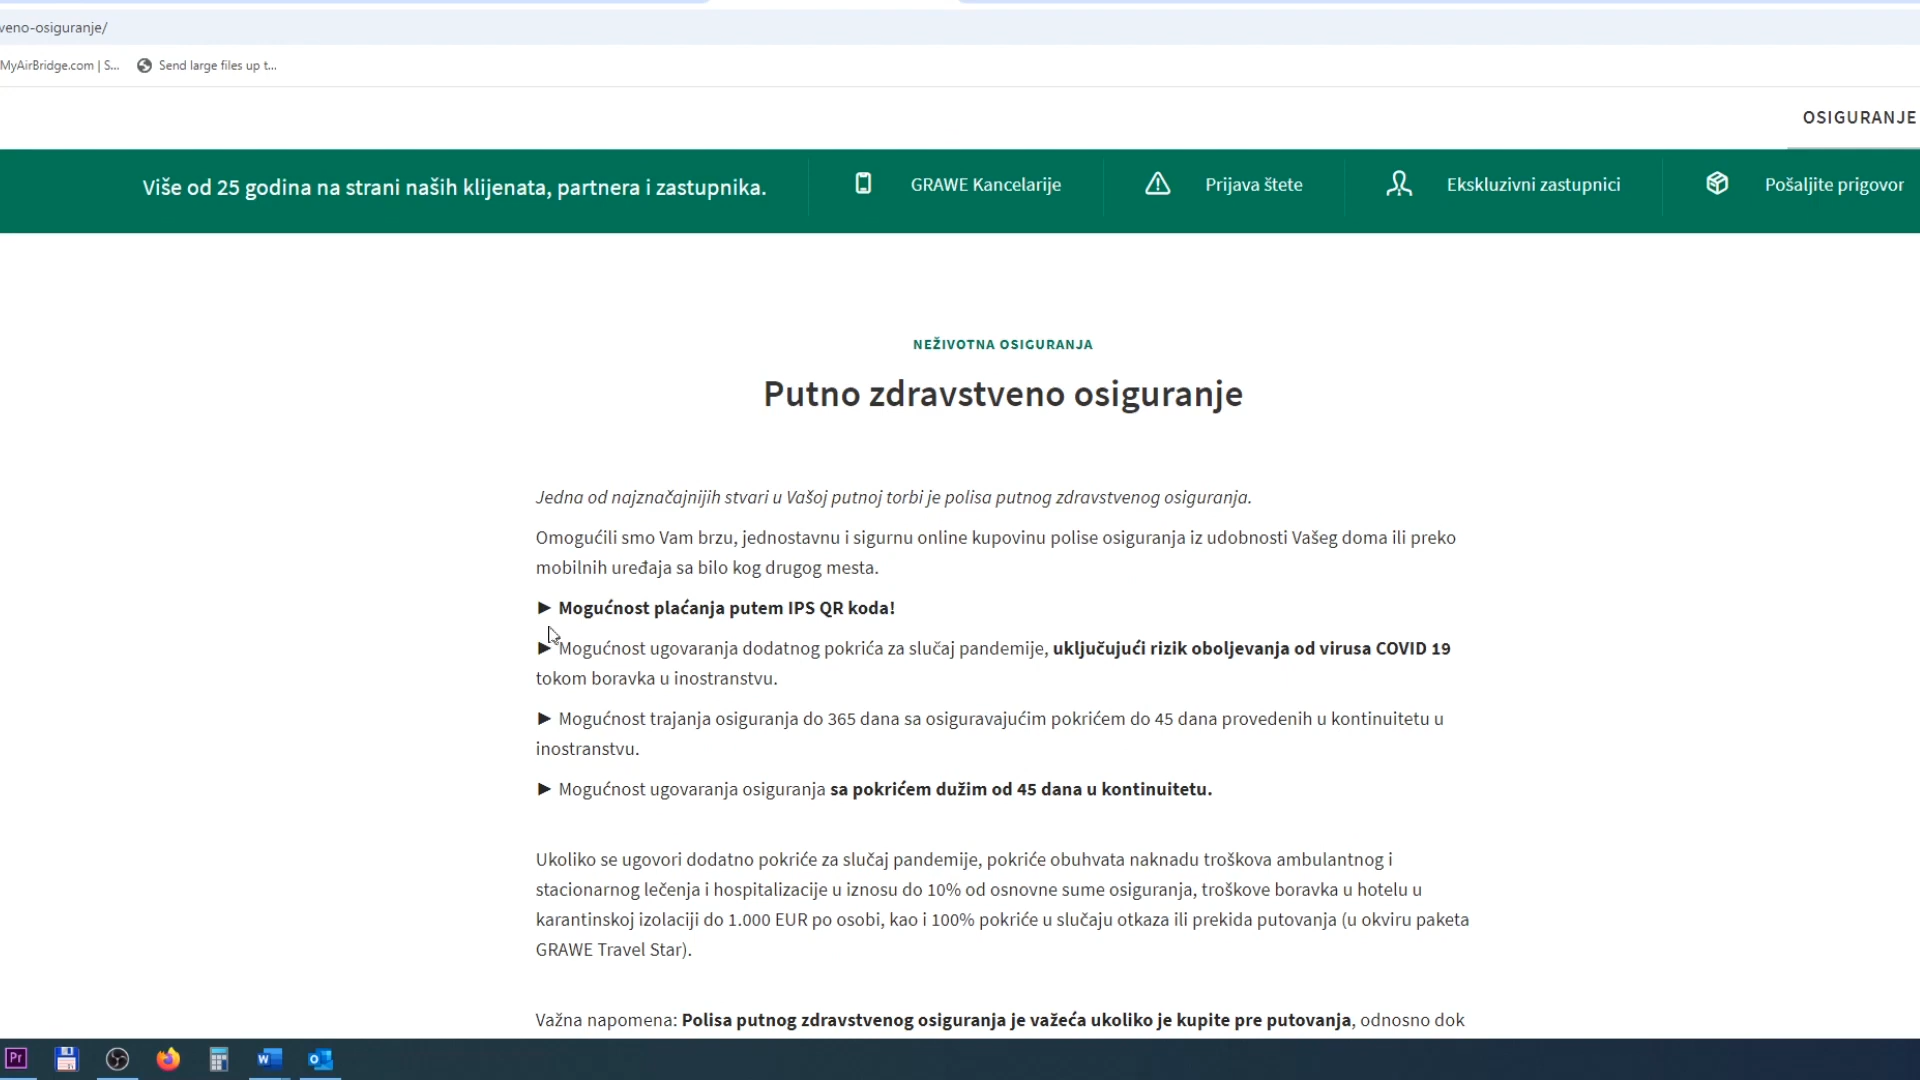 veno-osiguranje/
MyAirBridge.com | S...
Send large files up t...
OSIGURANJE
Više od 25 godina na strani naših klijenata, partnera i zastupnika.
GRAWE Kancelarije
Prijava štete
Ekskluzivni zastupnici
Pošaljite prigovor
NEŽIVOTNA OSIGURANJA
Putno zdravstveno osiguranje
Jedna od najznačajnijih stvari u Vašoj putnoj torbi je polisa putnog zdravstvenog osiguranja.
Omogućili smo Vam brzu, jednostavnu i sigurnu online kupovinu polise osiguranja iz udobnosti Vašeg doma ili preko
mobilnih uređaja sa bilo kog drugog mesta.
► Mogućnost plaćanja putem IPS QR koda!
► Mogućnost ugovaranja dodatnog pokrića za slučaj pandemije, uključujući rizik oboljevanja od virusa COVID 19
tokom boravka u inostranstvu.
► Mogućnost trajanja osiguranja do 365 dana sa osiguravajućim pokrićem do 45 dana provedenih u kontinuitetu u
inostranstvu.
► Mogućnost ugovaranja osiguranja sa pokrićem dužim od 45 dana u kontinuitetu.
Ukoliko se ugovori dodatno pokriće za slučaj pandemije, pokriće obuhvata naknadu troškova ambulantnog i
stacionarnog lečenja i hospitalizacije u iznosu do 10% od osnovne sume osiguranja, troškove boravka u hotelu u
karantinskoj izolaciji do 1.000 EUR po osobi, kao i 100% pokriće u slučaju otkaza ili prekida putovanja (u okviru paketa
GRAWE Travel Star).
Važna napomena: Polisa putnog zdravstvenog osiguranja je važeća ukoliko je kupite pre putovanja, odnosno dok
Pr